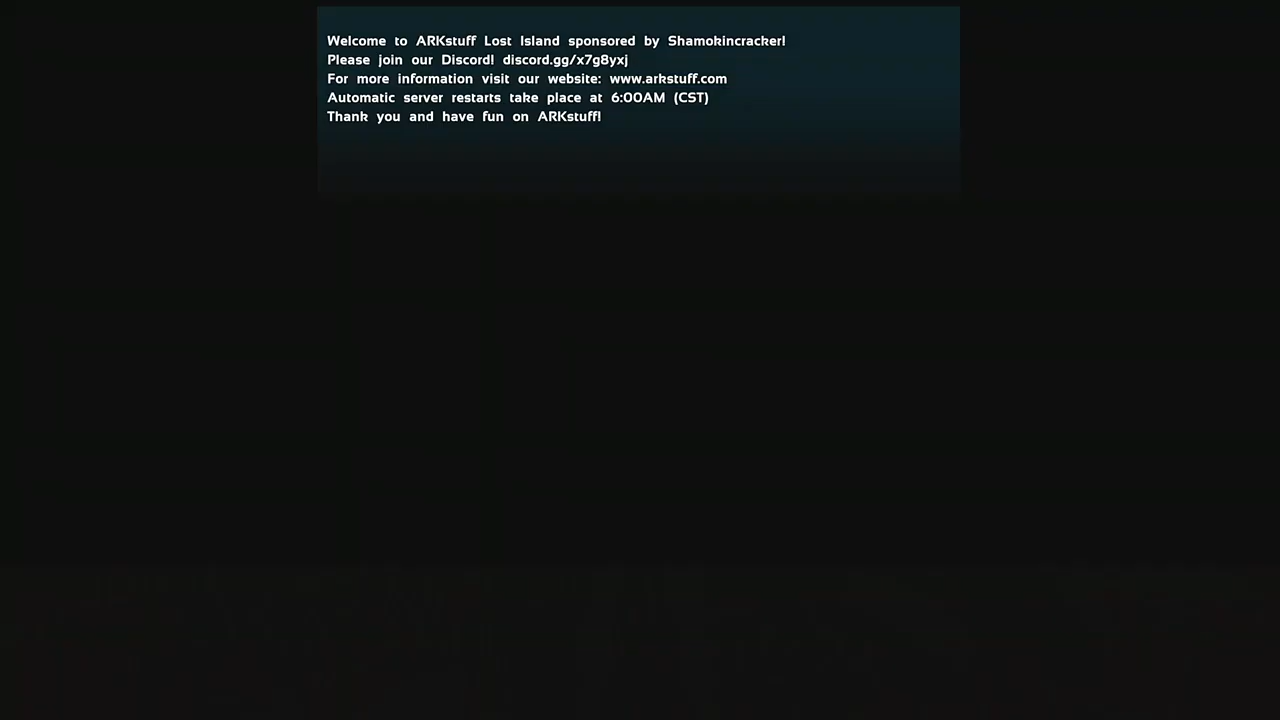 Welcome to ARKstuff Lost Island sponsored by Shamokincracker!
Please join our Discord! discord.gg/x7g8yxj
For more information visit our website: www.arkstuff.com
Automatic server restarts take place at 6:00AM (CST)
Thank you and have fun on ARKstuff!